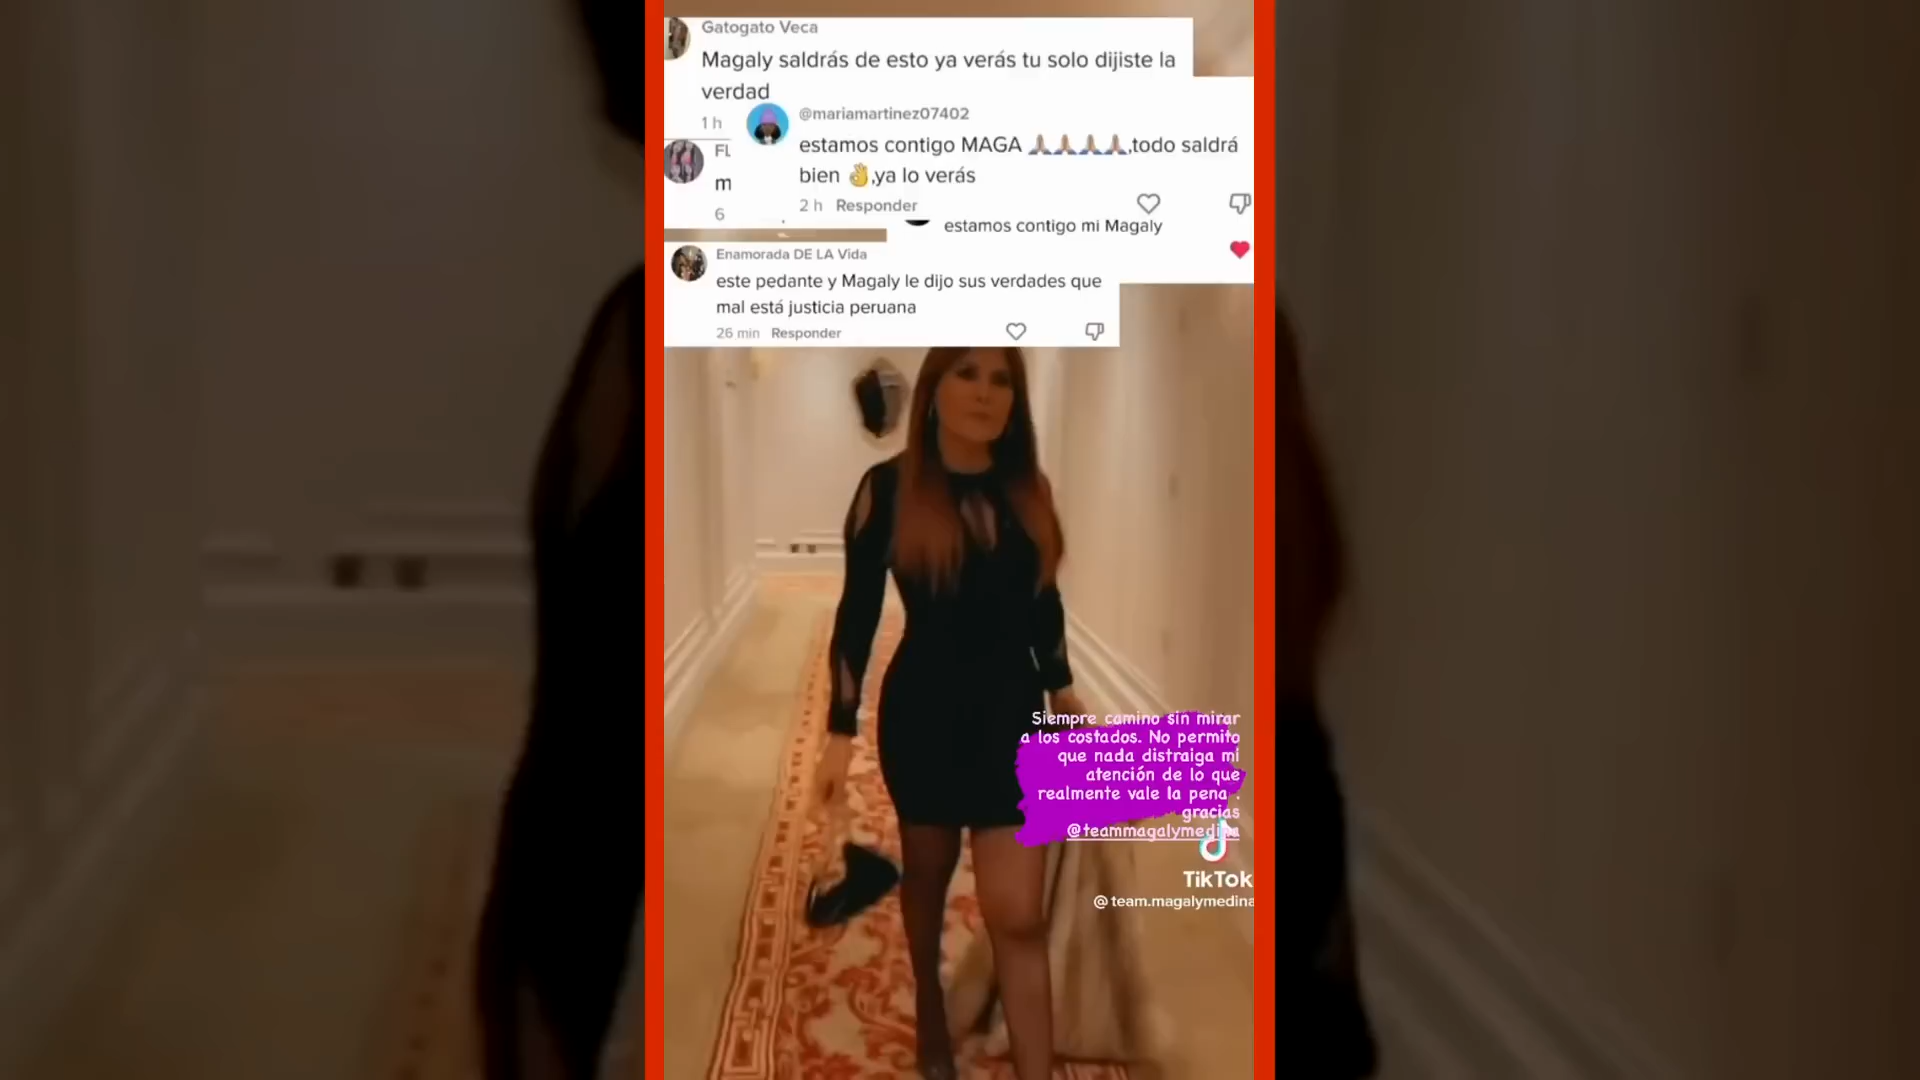 Gatogato Veca
Magaly saldrás de esto ya verás tu solo dijiste la
verdad
1 h
@mariamartinez07402
estamos contigo MAGA 🙏🏼🙏🏼🙏🏼🙏🏼,todo saldrá
bien 👌,ya lo verás
2 h Responder
FL
m
6
estamos contigo mi Magaly
Enamorada DE LA Vida
este pedante y Magaly le dijo sus verdades que
mal está justicia peruana
26 min Responder
Siempre camino sin mirar
a los costados. No permito
que nada distraiga mi
atención de lo que
realmente vale la pena .
gracias
@teammagalymedina
TikTok
@team.magalymedina